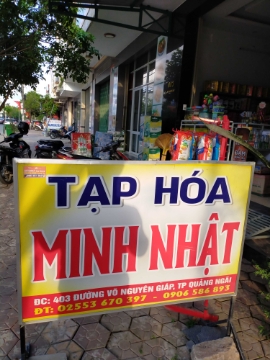 TẠP HÓA
MINH NHẬT
ĐC: 403 ĐƯỜNG VÕ NGUYÊN GIÁP, TP QUẢNG NGÃI
ĐT: 02553 670 397 - 0906 586 893